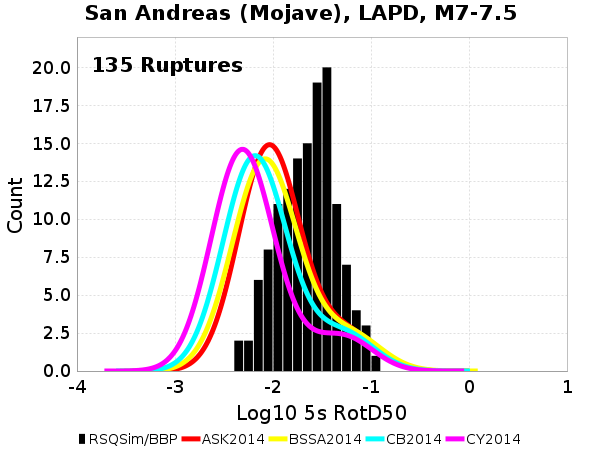 San Andreas (Mojave), LAPD, M7-7.5
135 Ruptures
20.0
17.5
15.0
12.5
10.0
7.5
5.0
2.5
0.0
Count
-4 -3 -2 -1 0 1
Log10 5s RotD50
RSQSim/BBP ASK2014 BSSA2014 CB2014 CY2014